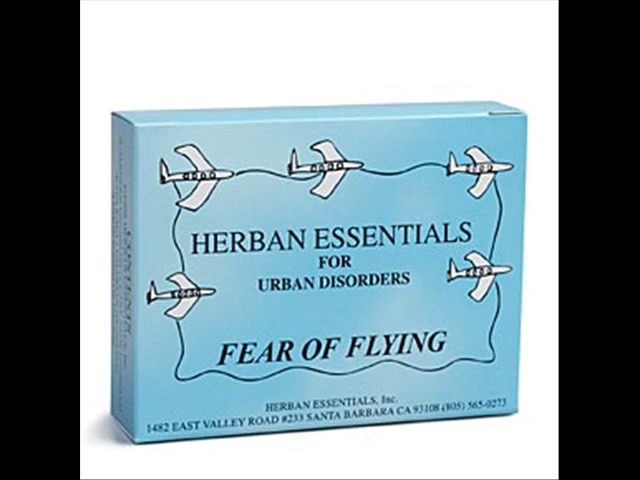 HERBAN ESSENTIALS
FOR
URBAN DISORDERS
FEAR OF FLYING
HERBAN ESSENTIALS, Inc.
1482 EAST VALLEY ROAD #233 SANTA BARBARA CA 93108 (805) 565-0273